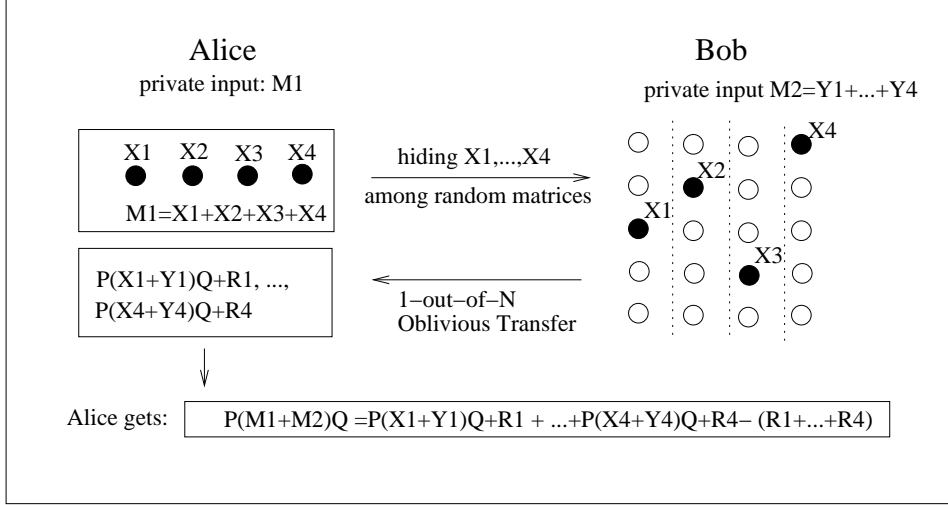 Alice
private input: M1
X1 X2 X3 X4
M1=X1+X2+X3+X4
P(X1+Y1)Q+R1, ...,
P(X4+Y4)Q+R4
hiding X1,...,X4
among random matrices
1−out−of−N
Oblivious Transfer
Bob
private input M2=Y1+...+Y4
X4
X2
X1
X3
Alice gets: P(M1+M2)Q =P(X1+Y1)Q+R1 + ...+P(X4+Y4)Q+R4− (R1+...+R4)